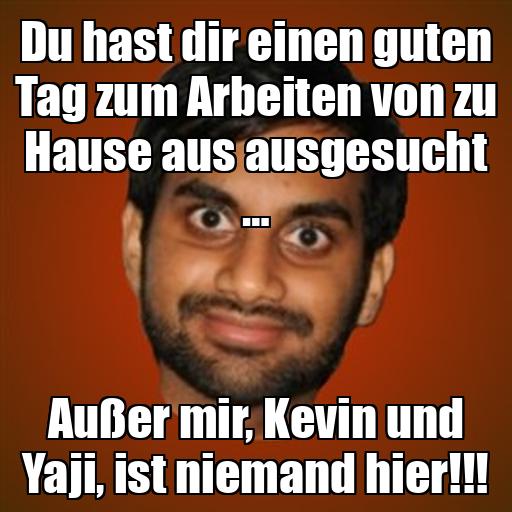 Du hast dir einen guten
Tag zum Arbeiten von zu
Hause aus ausgesucht
...
Außer mir, Kevin und
Yaji, ist niemand hier!!!